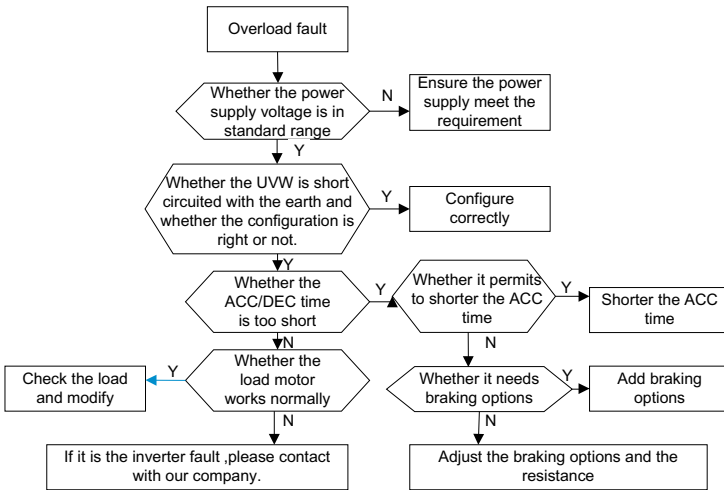 Overload fault
Whether the power
supply voltage is in
standard range
N
Ensure the power
supply meet the
requirement
Y
Whether the UVW is short
circuited with the earth and
whether the configuration is
right or not.
Y
Configure
correctly
Y
Whether the
ACC/DEC time
is too short
Y
Whether it permits
to shorter the ACC
time
Y
Shorter the ACC
time
N
N
Whether the
load motor
works normally
Y
Check the load
and modify
Whether it needs
braking options
Y
Add braking
options
N
N
If it is the inverter fault ,please contact
with our company.
Adjust the braking options and the
resistance